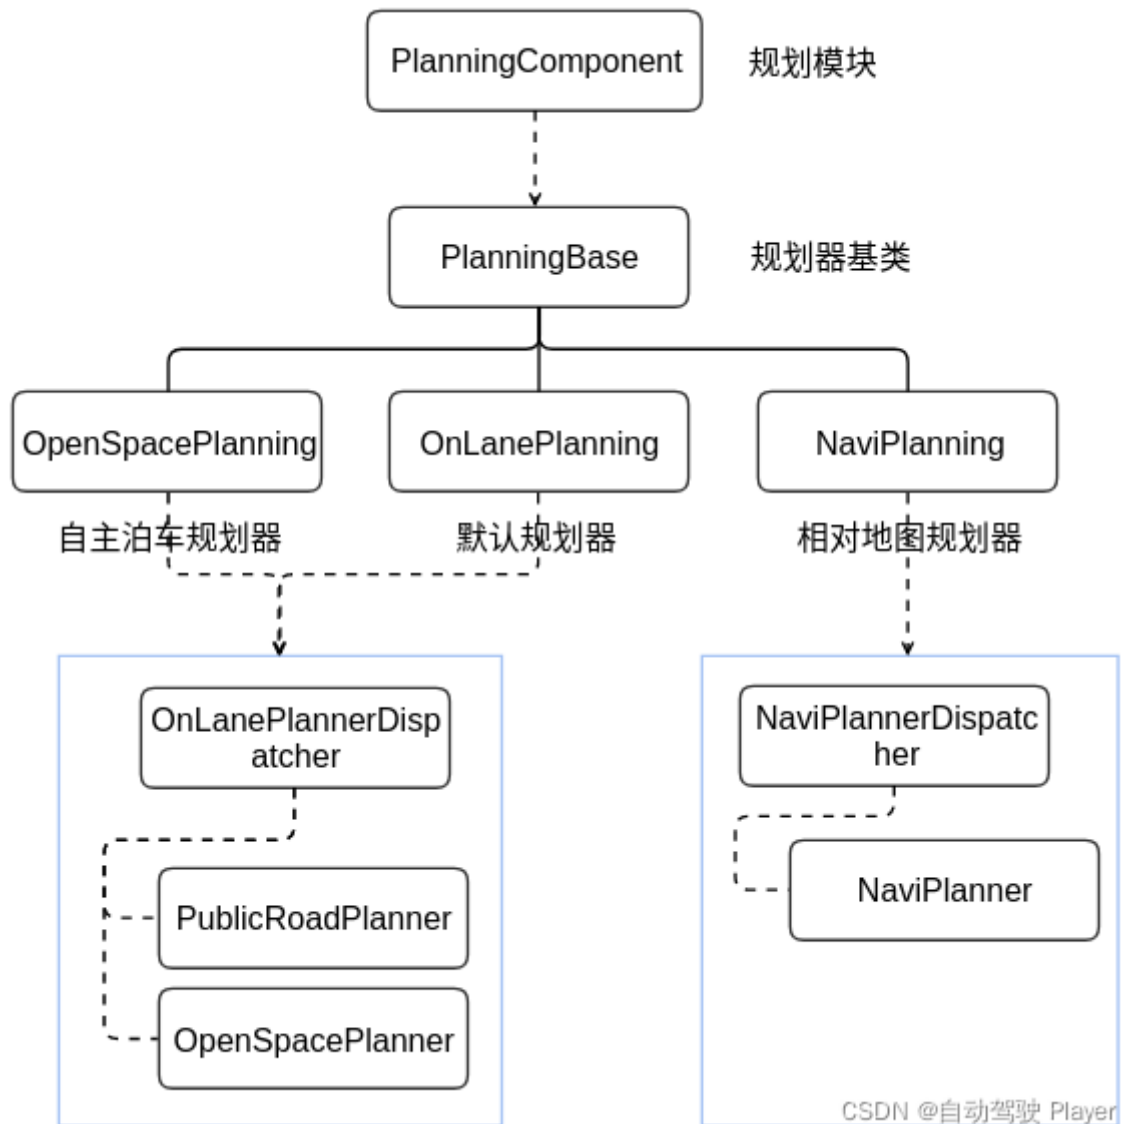 PlanningComponent
规划模块
PlanningBase
规划器基类
OpenSpacePlanning
OnLanePlanning
NaviPlanning
自主泊车规划器
默认规划器
相对地图规划器
OnLanePlannerDisp
atcher
NaviPlannerDispatc
her
PublicRoadPlanner
NaviPlanner
OpenSpacePlanner
CSDN @自动驾驶 Player